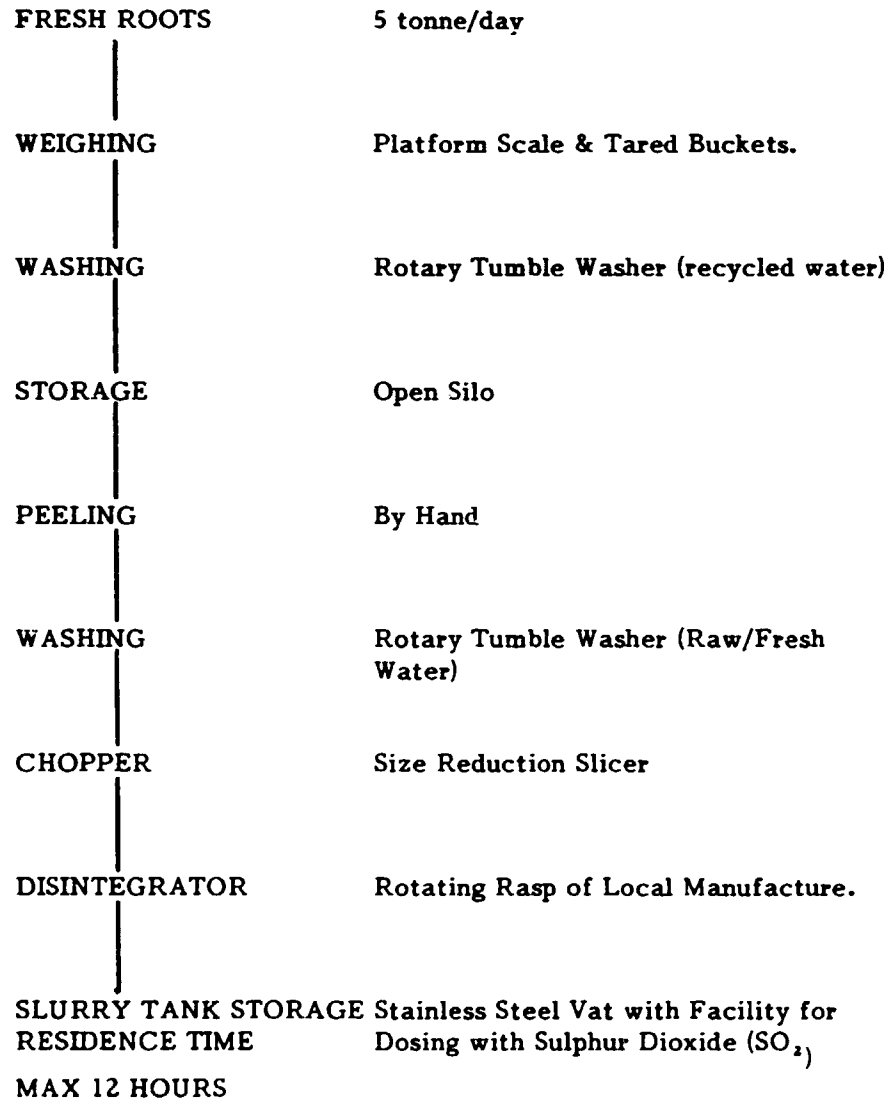 FRESH ROOTS 5 tonne/day
WEIGHING Platform Scale & Tared Buckets.
WASHING Rotary Tumble Washer (recycled water)
STORAGE Open Silo
PEELING By Hand
WASHING Rotary Tumble Washer (Raw/Fresh
Water)
CHOPPER Size Reduction Slicer
DISINTEGRATOR Rotating Rasp of Local Manufacture.
SLURRY TANK STORAGE Stainless Steel Vat with Facility for
RESIDENCE TIME Dosing with Sulphur Dioxide (SO₂)
MAX 12 HOURS